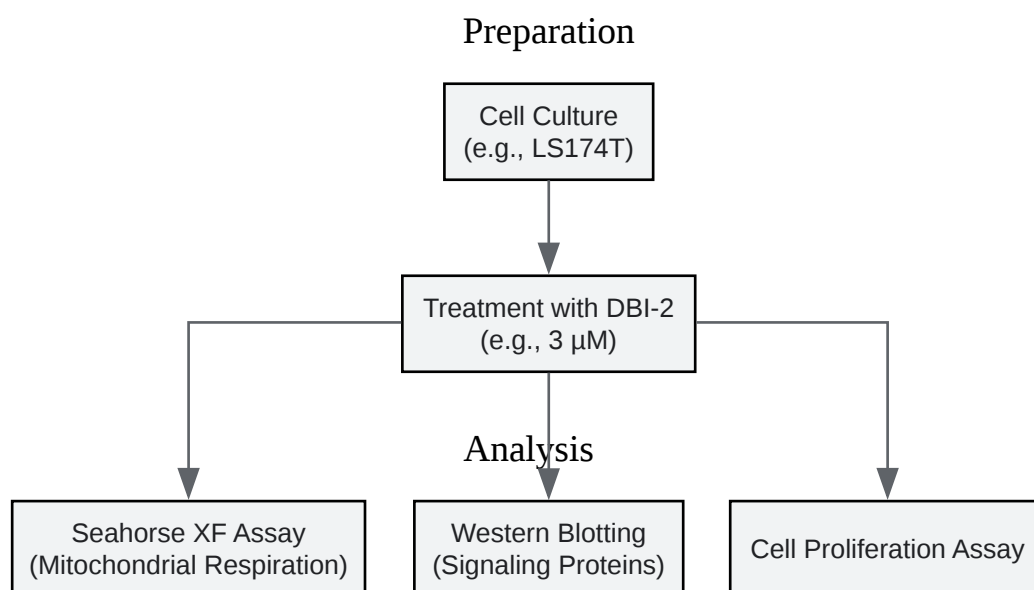 Preparation
Cell Culture
(e.g., LS174T)
Treatment with DBI-2
(e.g., 3 µM)
Analysis
Seahorse XF Assay
(Mitochondrial Respiration)
Western Blotting
(Signaling Proteins)
Cell Proliferation Assay